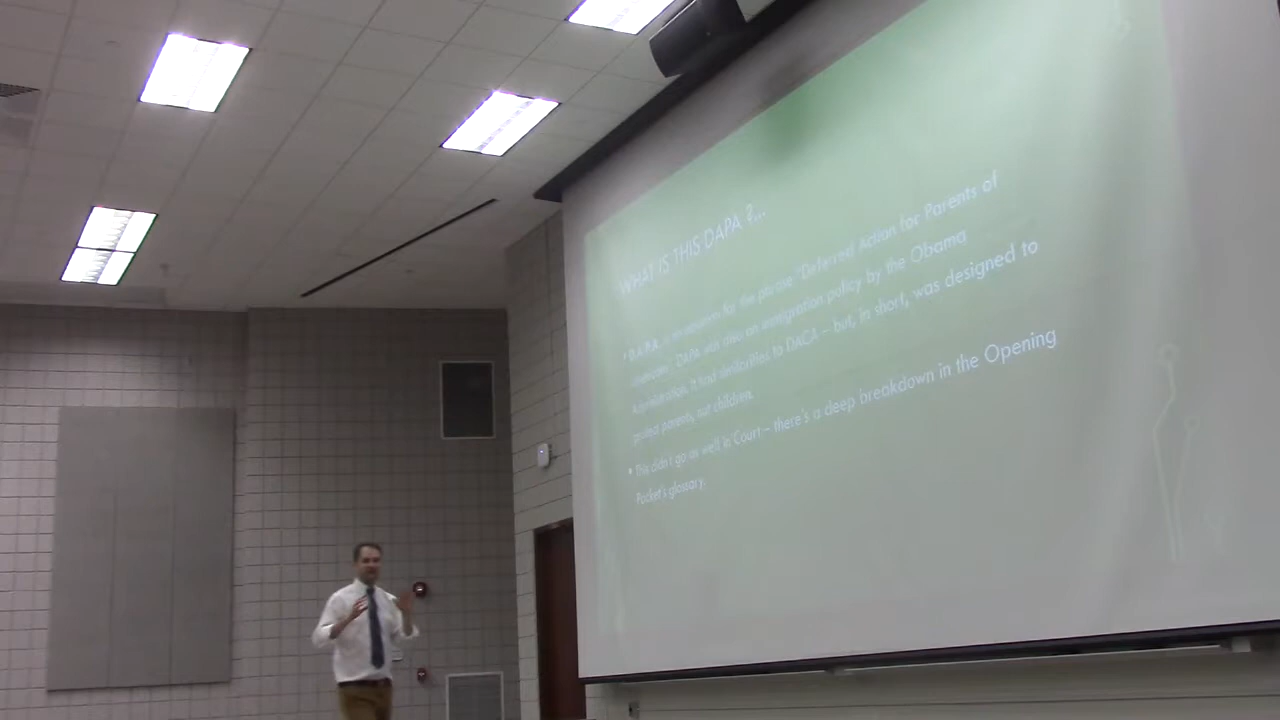 WHAT IS THIS DAPA ?...
• D.A.P.A. is an acronym for the phrase "Deferred Action for Parents of
Americans". DAPA was also an immigration policy by the Obama
Administration. It had similarities to DACA – but, in short, was designed to
protect parents, not children.
• This didn't go as well in Court – there's a deep breakdown in the Opening
Packet's glossary.